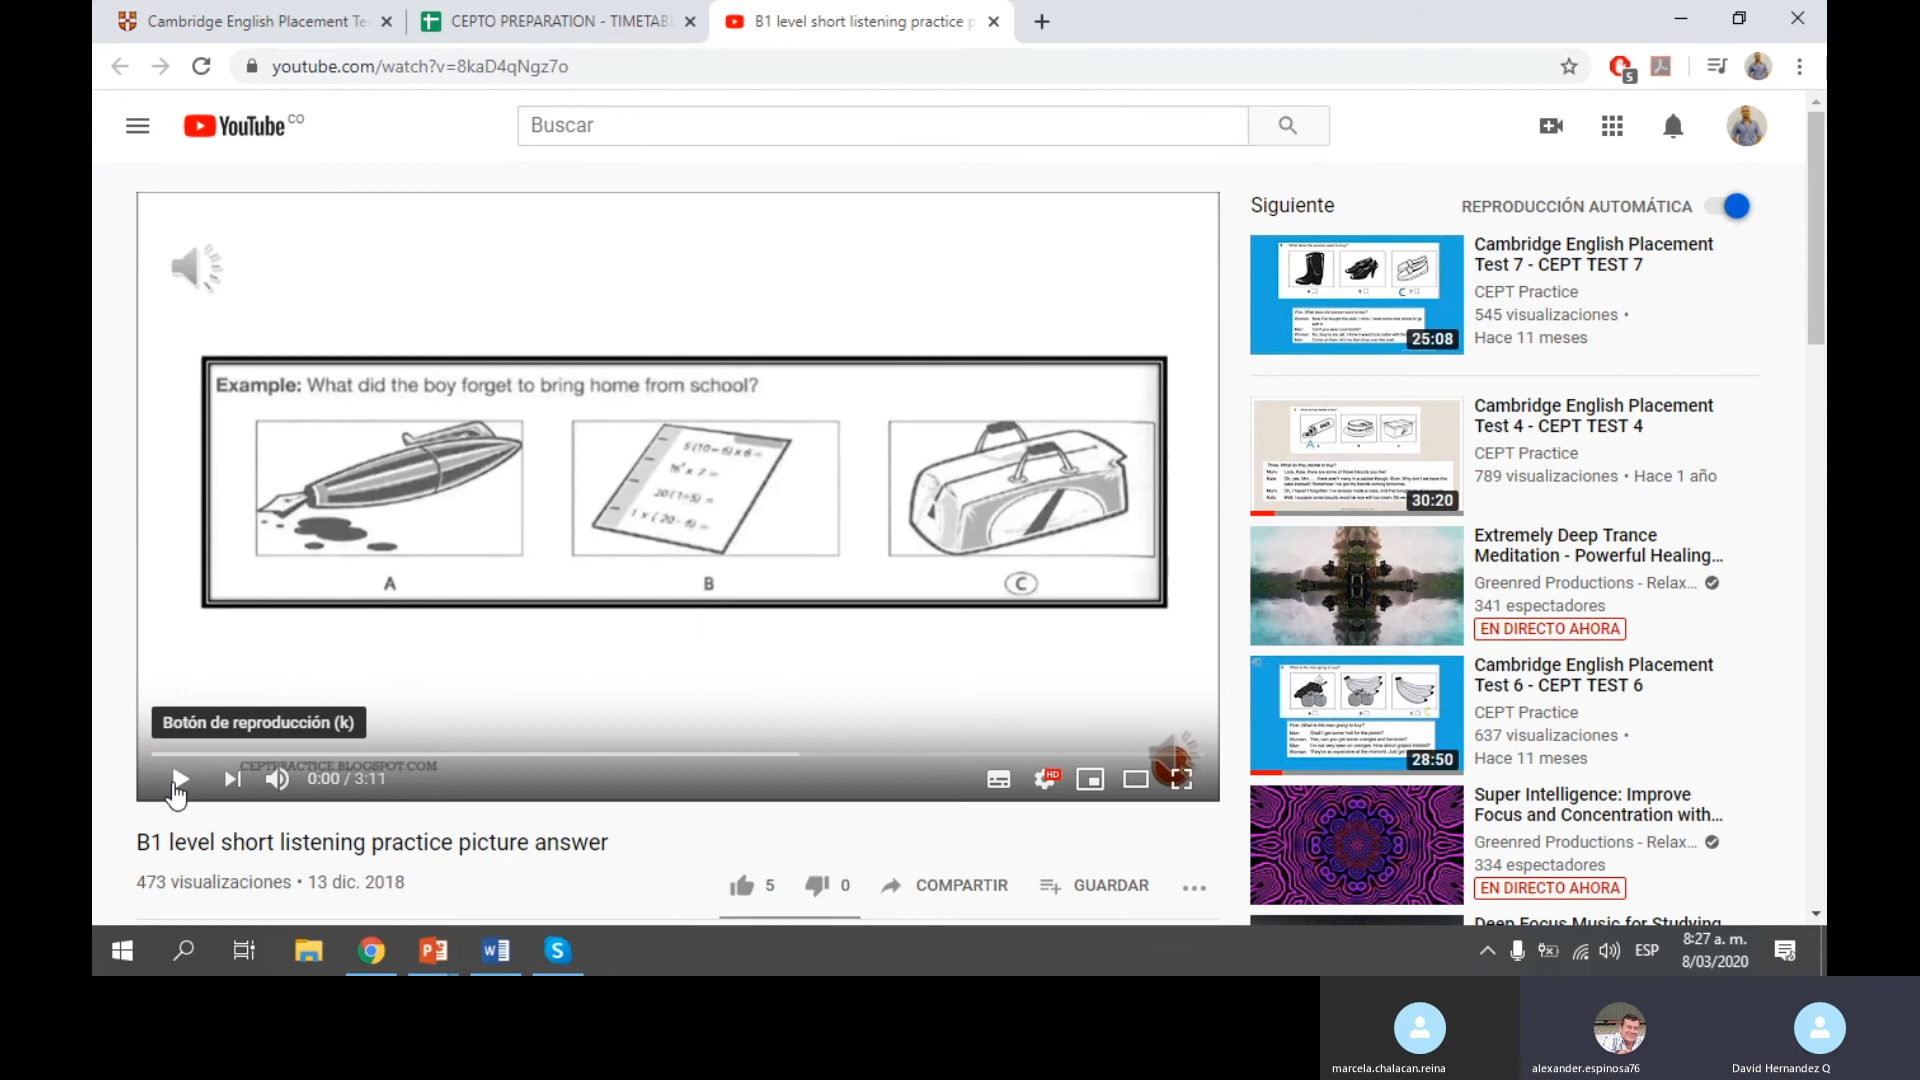 Cambridge English Placement Te
CEPTO PREPARATION - TIMETAB
B1 level short listening practice p
youtube.com/watch?v=8kaD4qNgz7o
5
YouTube CO
Buscar
Example: What did the boy forget to bring home from school?
A
B
C
Botón de reproducción (k)
CEPTPRACTICE.BLOGSPOT.COM
0:00 / 3:11
HD
B1 level short listening practice picture answer
473 visualizaciones • 13 dic. 2018
5
0
COMPARTIR
GUARDAR
Siguiente
REPRODUCCIÓN AUTOMÁTICA
25:08
Cambridge English Placement
Test 7 - CEPT TEST 7
CEPT Practice
545 visualizaciones •
Hace 11 meses
30:20
Cambridge English Placement
Test 4 - CEPT TEST 4
CEPT Practice
789 visualizaciones • Hace 1 año
Extremely Deep Trance
Meditation - Powerful Healing...
Greenred Productions - Relax...
341 espectadores
EN DIRECTO AHORA
28:50
Cambridge English Placement
Test 6 - CEPT TEST 6
CEPT Practice
637 visualizaciones •
Hace 11 meses
Super Intelligence: Improve
Focus and Concentration with...
Greenred Productions - Relax...
334 espectadores
EN DIRECTO AHORA
Deep Focus Music for Studying
ESP
8:27 a. m.
8/03/2020
marcela.chalacan.reina
alexander.espinosa76
David Hernandez Q